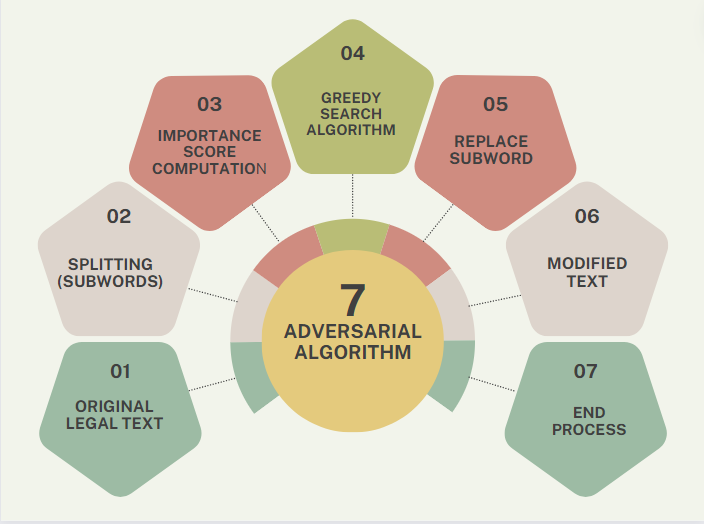 01
ORIGINAL
LEGAL TEXT
02
SPLITTING
(SUBWORDS)
03
IMPORTANCE
SCORE
COMPUTATION
04
GREEDY
SEARCH
ALGORITHM
05
REPLACE
SUBWORD
06
MODIFIED
TEXT
07
END
PROCESS
7
ADVERSARIAL
ALGORITHM